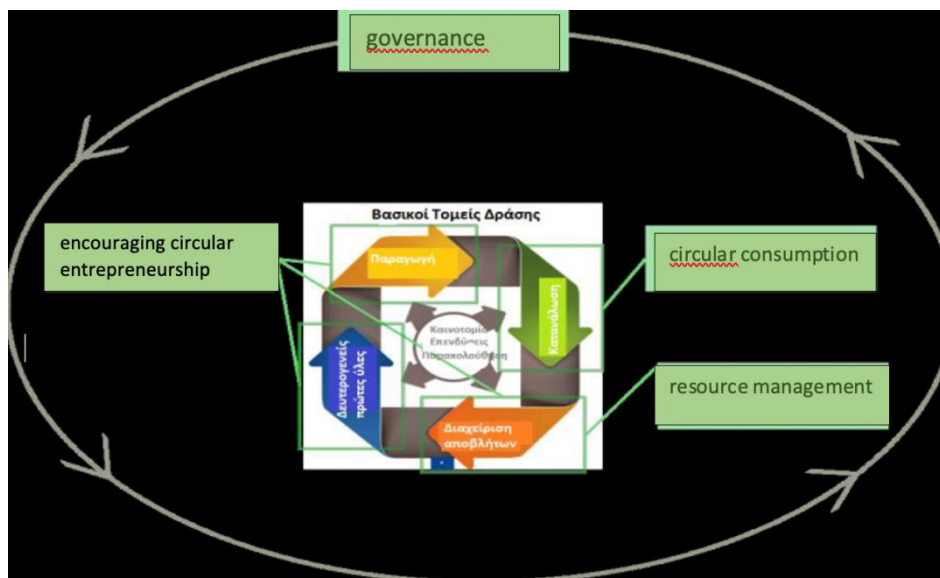 governance
encouraging circular
entrepreneurship
Βασικοί Τομείς Δράσης
Παραγωγή
circular consumption
Κατανάλωση
Καινοτομία
Επενδύσεις
Παρακολούθηση
Δευτερογενείς
πρώτες ύλες
resource management
Διαχείριση
αποβλήτων